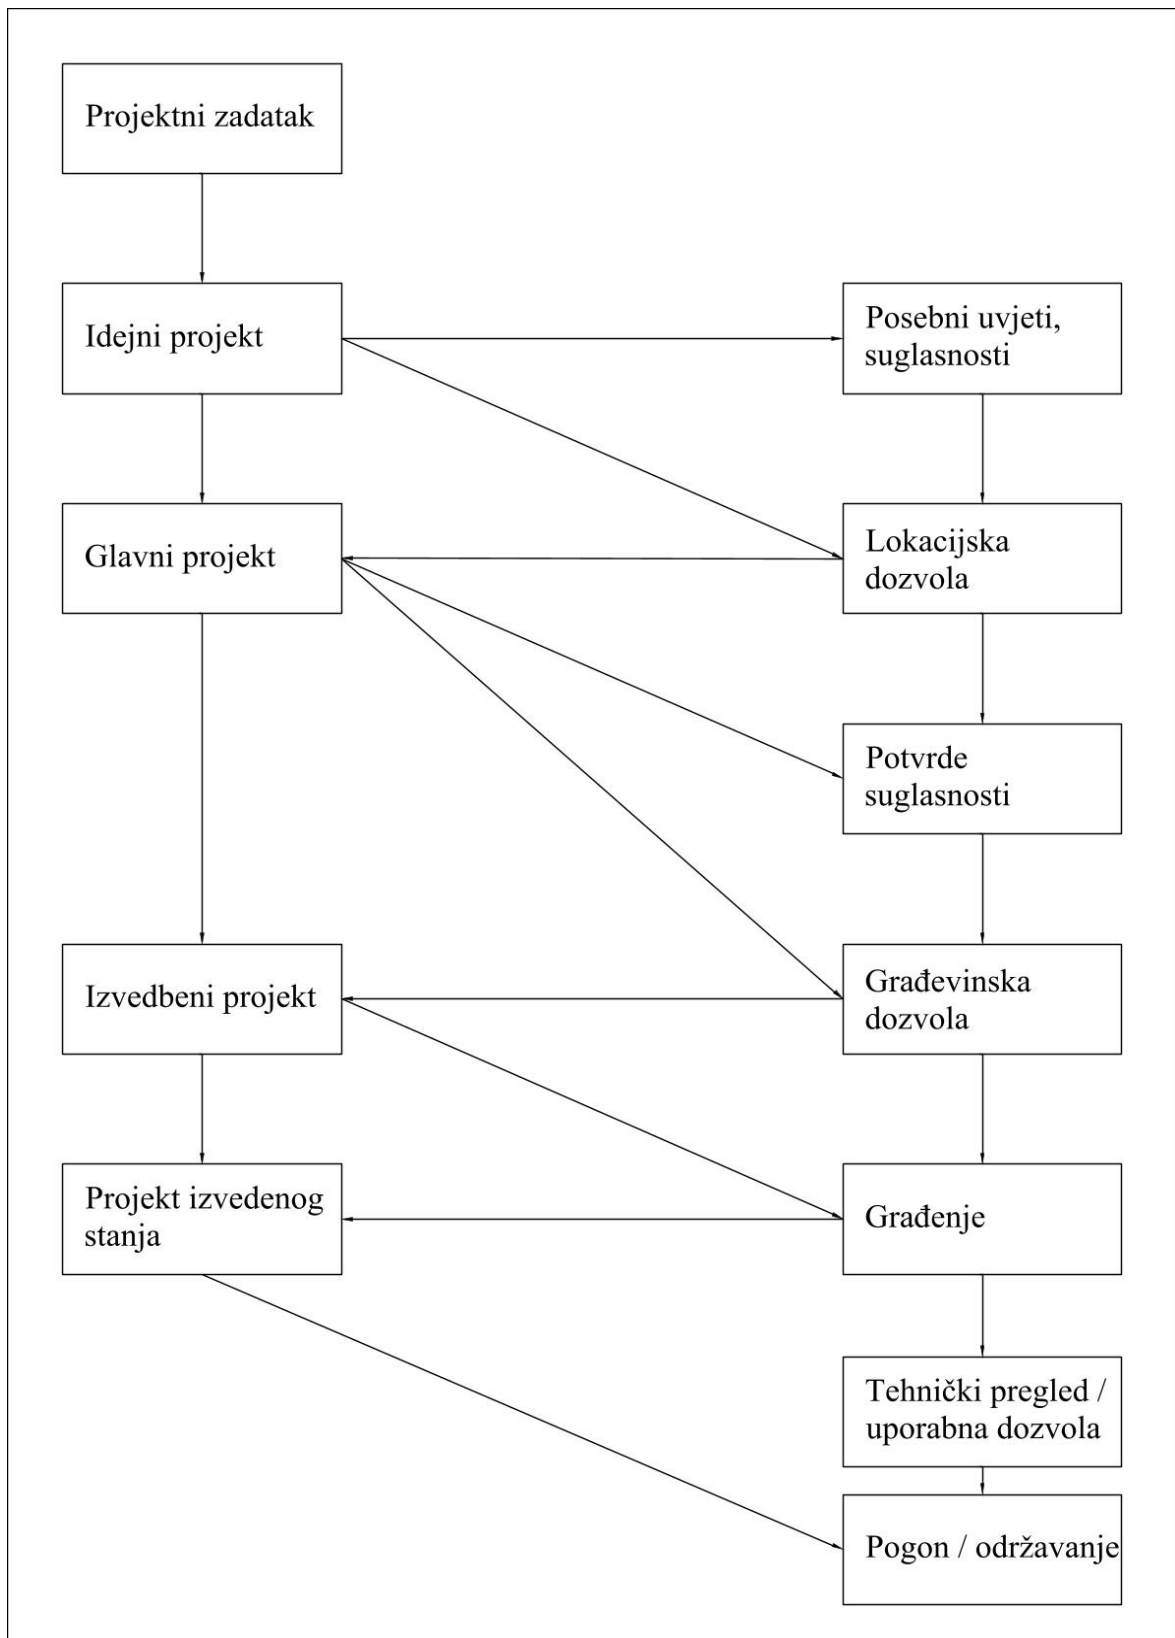 Projektni zadatak
Idejni projekt
Posebni uvjeti,
suglasnosti
Glavni projekt
Lokacijska
dozvola
Potvrde
suglasnosti
Izvedbeni projekt
Građevinska
dozvola
Projekt izvedenog
stanja
Građenje
Tehnički pregled /
uporabna dozvola
Pogon / održavanje